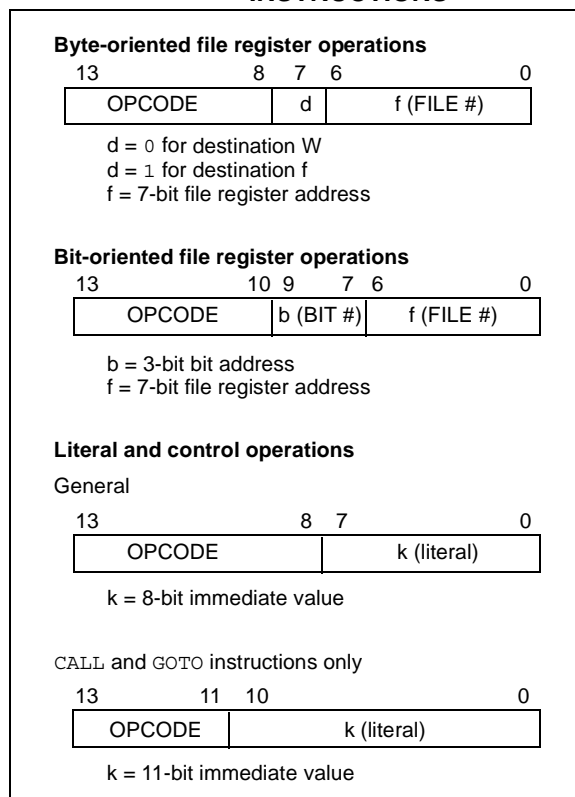 INSTRUCTIONS
Byte-oriented file register operations
13 8 7 6 0
OPCODE d f (FILE #)
d = 0 for destination W
d = 1 for destination f
f = 7-bit file register address
Bit-oriented file register operations
13 10 9 7 6 0
OPCODE b (BIT #) f (FILE #)
b = 3-bit bit address
f = 7-bit file register address
Literal and control operations
General
13 8 7 0
OPCODE k (literal)
k = 8-bit immediate value
CALL and GOTO instructions only
13 11 10 0
OPCODE k (literal)
k = 11-bit immediate value